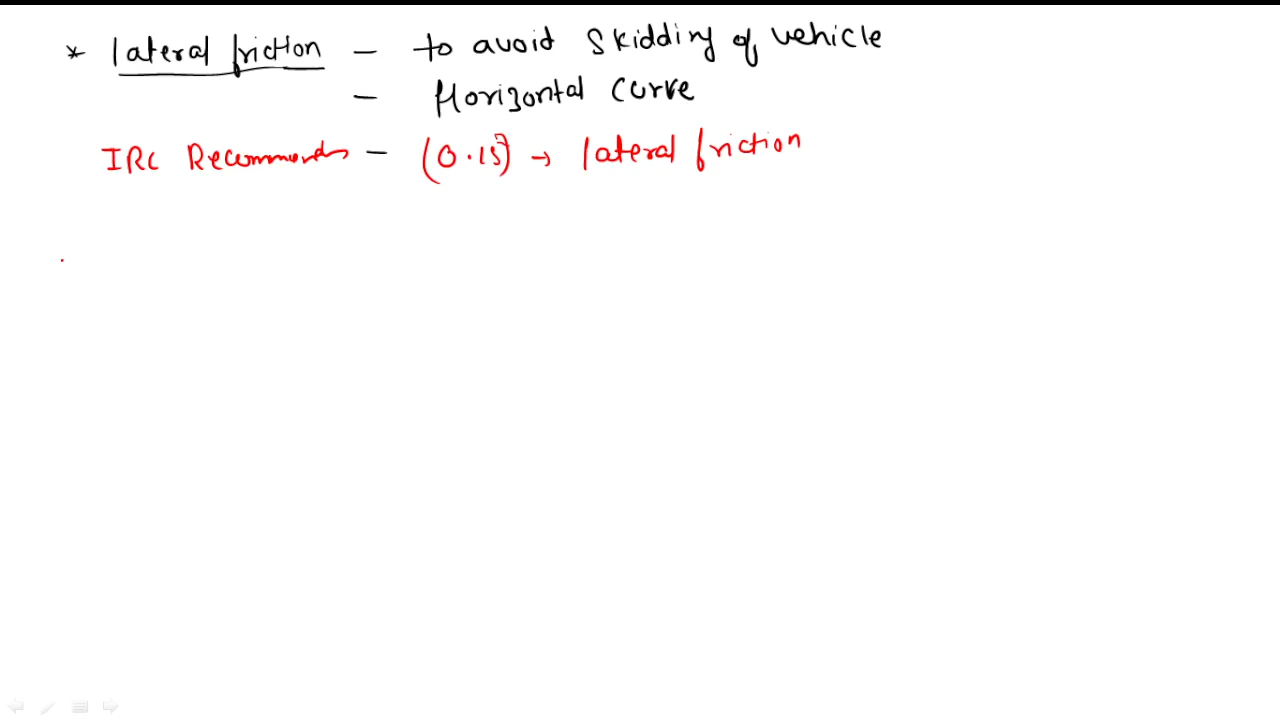 * lateral friction - to avoid skidding of vehicle
- Horizontal curve
IRC Recommends - (0.15) → lateral friction